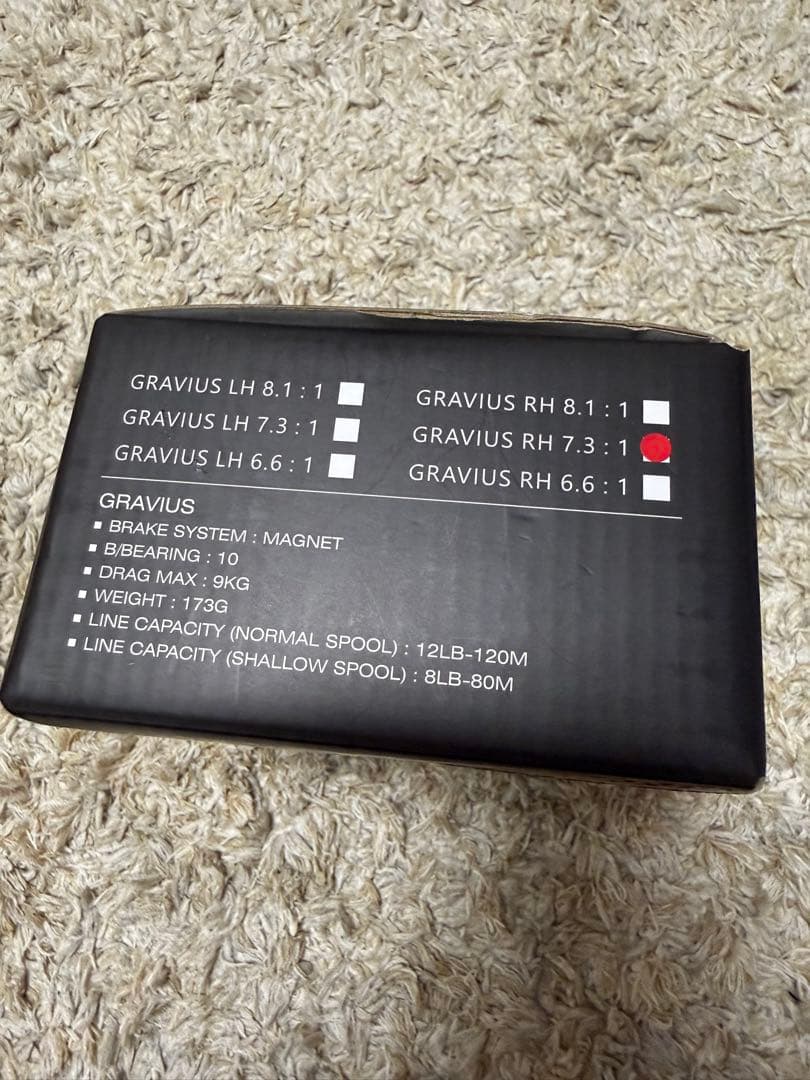 GRAVIUS LH 8.1 : 1
GRAVIUS LH 7.3 : 1
GRAVIUS LH 6.6 : 1
GRAVIUS RH 8.1 : 1
GRAVIUS RH 7.3 : 1
GRAVIUS RH 6.6 : 1
GRAVIUS
▪ BRAKE SYSTEM : MAGNET
▪ B/BEARING : 10
▪ DRAG MAX : 9KG
▪ WEIGHT : 173G
▪ LINE CAPACITY (NORMAL SPOOL) : 12LB-120M
▪ LINE CAPACITY (SHALLOW SPOOL) : 8LB-80M